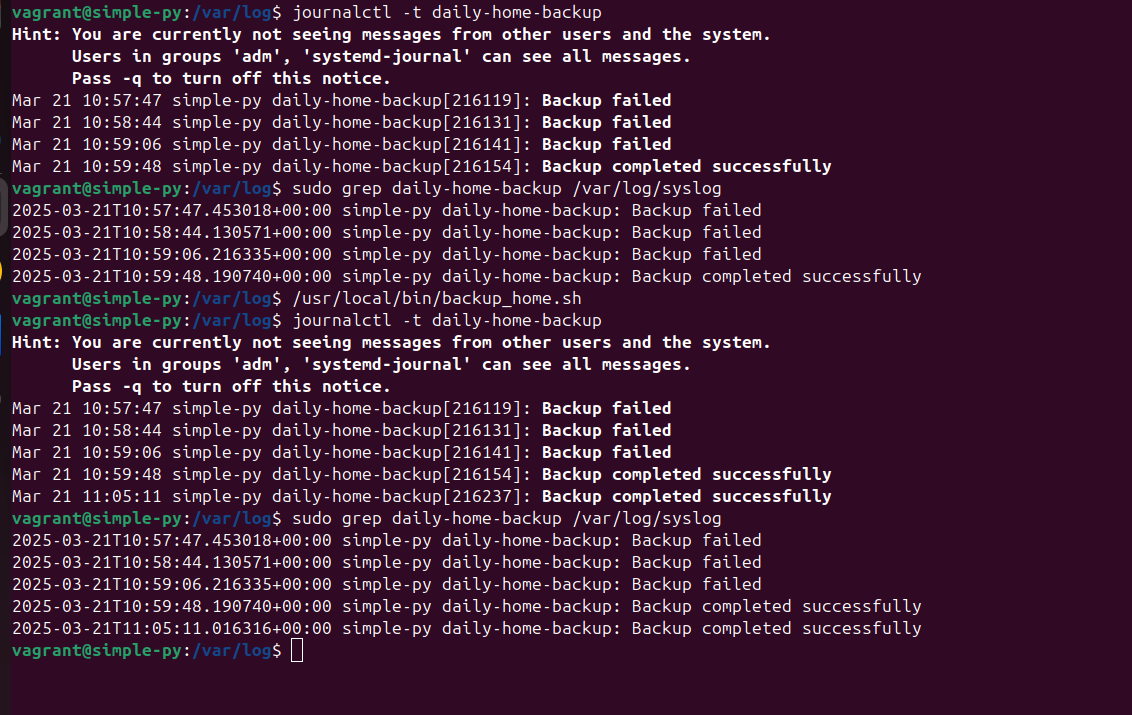 vagrant@simple-py:/var/log$ journalctl -t daily-home-backup
Hint: You are currently not seeing messages from other users and the system.
      Users in groups 'adm', 'systemd-journal' can see all messages.
      Pass -q to turn off this notice.
Mar 21 10:57:47 simple-py daily-home-backup[216119]: Backup failed
Mar 21 10:58:44 simple-py daily-home-backup[216131]: Backup failed
Mar 21 10:59:06 simple-py daily-home-backup[216141]: Backup failed
Mar 21 10:59:48 simple-py daily-home-backup[216154]: Backup completed successfully
vagrant@simple-py:/var/log$ sudo grep daily-home-backup /var/log/syslog
2025-03-21T10:57:47.453018+00:00 simple-py daily-home-backup: Backup failed
2025-03-21T10:58:44.130571+00:00 simple-py daily-home-backup: Backup failed
2025-03-21T10:59:06.216335+00:00 simple-py daily-home-backup: Backup failed
2025-03-21T10:59:48.190740+00:00 simple-py daily-home-backup: Backup completed successfully
vagrant@simple-py:/var/log$ /usr/local/bin/backup_home.sh
vagrant@simple-py:/var/log$ journalctl -t daily-home-backup
Hint: You are currently not seeing messages from other users and the system.
      Users in groups 'adm', 'systemd-journal' can see all messages.
      Pass -q to turn off this notice.
Mar 21 10:57:47 simple-py daily-home-backup[216119]: Backup failed
Mar 21 10:58:44 simple-py daily-home-backup[216131]: Backup failed
Mar 21 10:59:06 simple-py daily-home-backup[216141]: Backup failed
Mar 21 10:59:48 simple-py daily-home-backup[216154]: Backup completed successfully
Mar 21 11:05:11 simple-py daily-home-backup[216237]: Backup completed successfully
vagrant@simple-py:/var/log$ sudo grep daily-home-backup /var/log/syslog
2025-03-21T10:57:47.453018+00:00 simple-py daily-home-backup: Backup failed
2025-03-21T10:58:44.130571+00:00 simple-py daily-home-backup: Backup failed
2025-03-21T10:59:06.216335+00:00 simple-py daily-home-backup: Backup failed
2025-03-21T10:59:48.190740+00:00 simple-py daily-home-backup: Backup completed successfully
2025-03-21T11:05:11.016316+00:00 simple-py daily-home-backup: Backup completed successfully
vagrant@simple-py:/var/log$